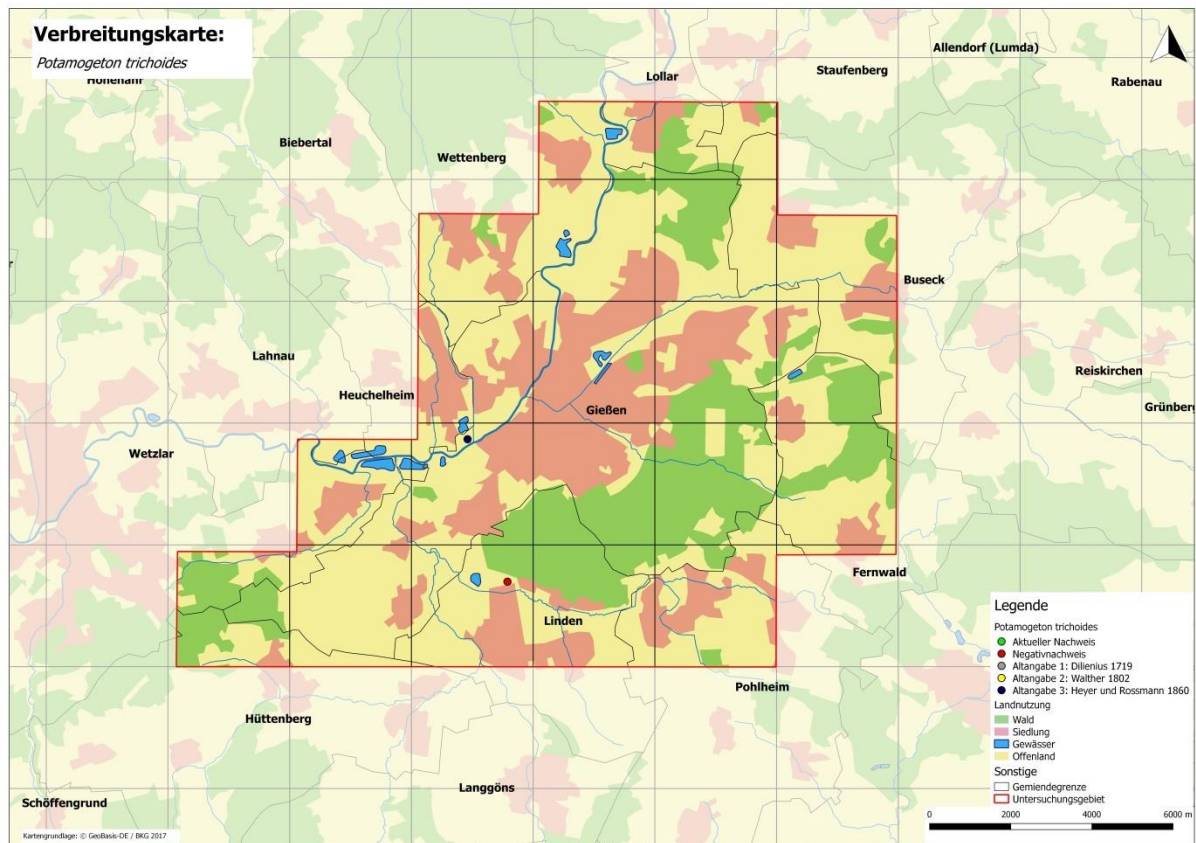 Verbreitungskarte:
Potamogeton trichoides
Hohenahr
Lollar
Allendorf (Lumda)
Staufenberg
Rabenau
Biebertal
Wettenberg
Buseck
Lahnau
Reiskirchen
Heuchelheim
Gießen
Grünberg
Wetzlar
Fernwald
Linden
Pohlheim
Hüttenberg
Langgöns
Schöffengrund
Legende
Potamogeton trichoides
Aktueller Nachweis
Negativnachweis
Altangabe 1: Dilienius 1719
Altangabe 2: Walther 1802
Altangabe 3: Heyer und Rossmann 1860
Landnutzung
Wald
Siedlung
Gewässer
Offenland
Sonstige
Gemiendegrenze
Untersuchungsgebiet
0 2000 4000 6000 m
Kartengrundlage: © GeoBasis-DE / BKG 2017